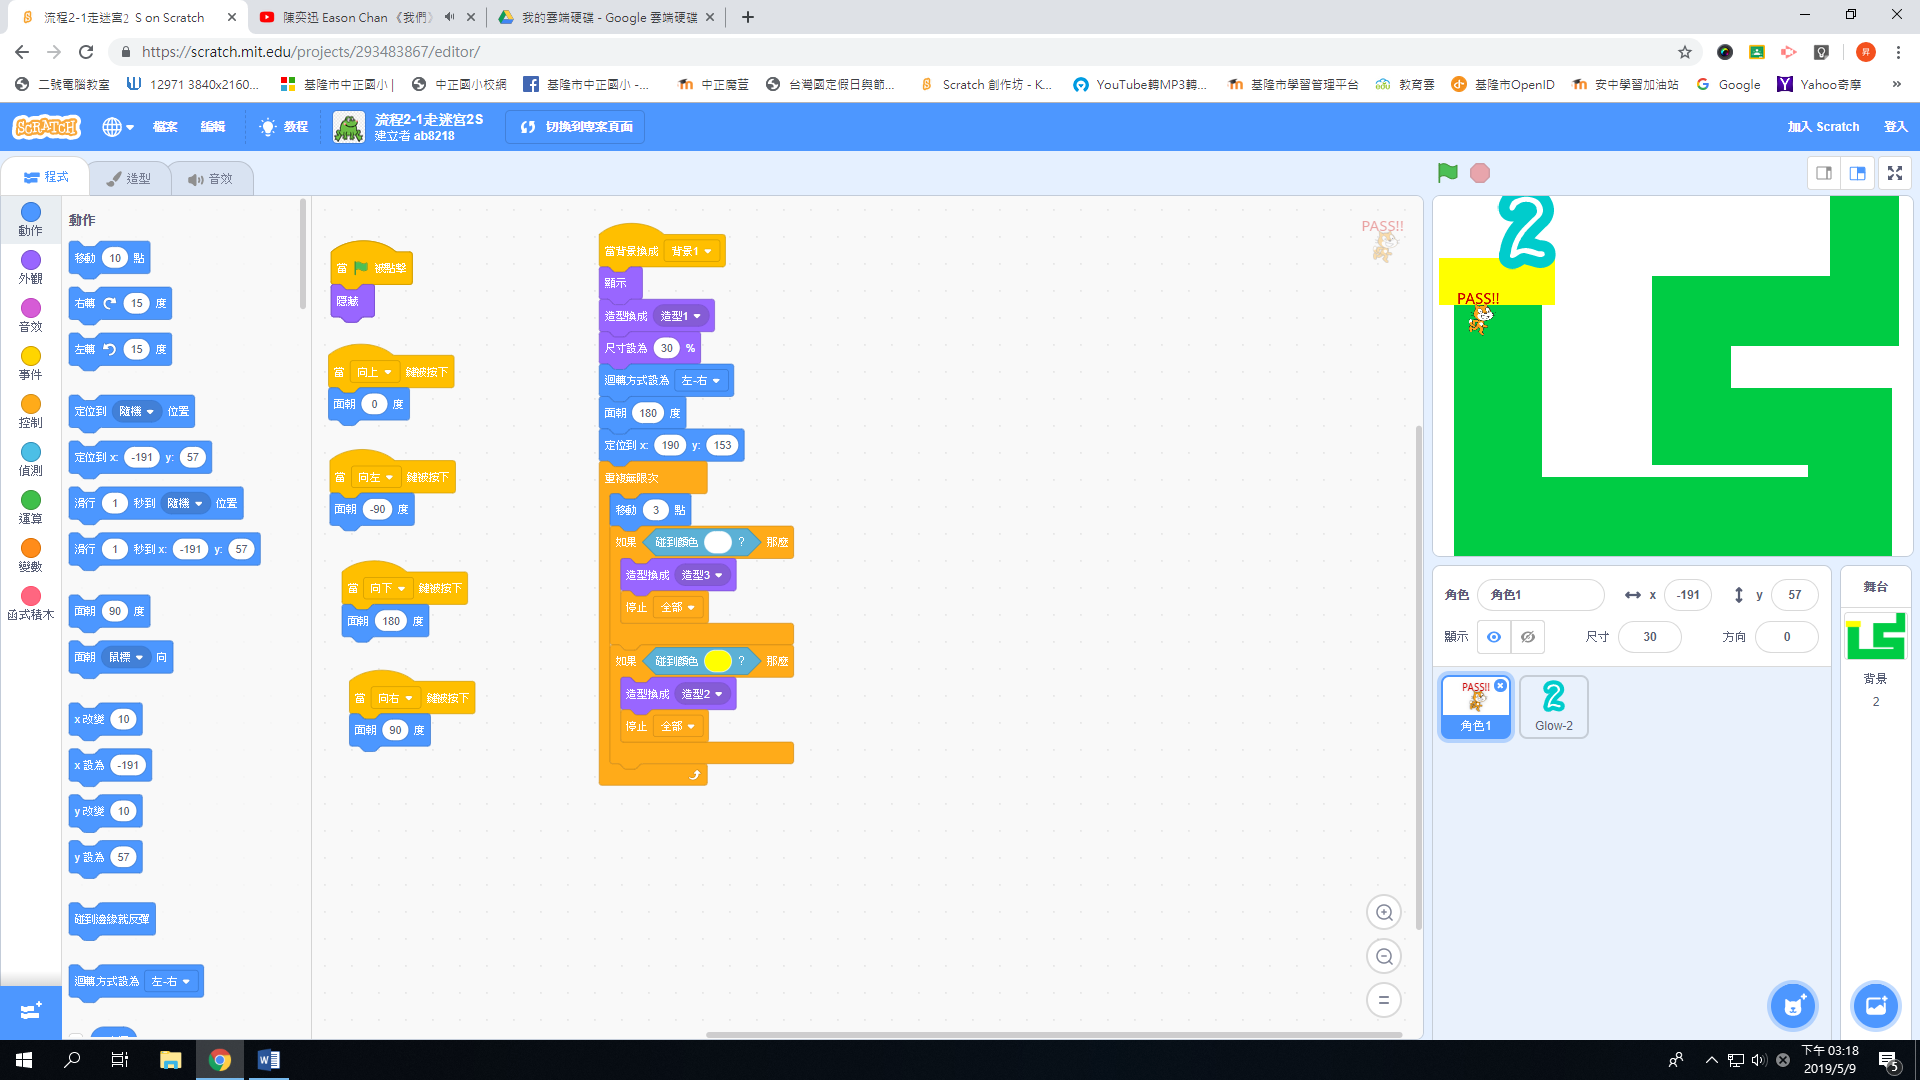 流程2-1走迷宮2 S on Scratch
陳奕迅 Eason Chan 《我們》
我的雲端硬碟 - Google 雲端硬碟
https://scratch.mit.edu/projects/293483867/editor/
昇
二號電腦教室
12971 3840x2160...
基隆市中正國小 |
中正國小校網
基隆市中正國小 -...
中正魔荳
台灣國定假日與節...
Scratch 創作坊 - K...
YouTube轉MP3轉...
基隆市學習管理平台
教育雲
基隆市OpenID
安中學習加油站
Google
Yahoo奇摩
»
SCRATCH
檔案
編輯
教程
流程2-1走迷宮2S
建立者 ab8218
切換到專案頁面
加入 Scratch
登入
程式
造型
音效
動作
外觀
音效
事件
控制
偵測
運算
變數
函式積木
動作
移動 10 點
右轉 15 度
左轉 15 度
定位到 隨機 位置
定位到 x: -191 y: 57
滑行 1 秒到 隨機 位置
滑行 1 秒到 x: -191 y: 57
面朝 90 度
面朝 鼠標 向
x 改變 10
x 設為 -191
y 改變 10
y 設為 57
碰到邊緣就反彈
迴轉方式設為 左-右
當 被點擊
隱藏
當 向上 鍵被按下
面朝 0 度
當 向左 鍵被按下
面朝 -90 度
當 向下 鍵被按下
面朝 180 度
當 向右 鍵被按下
面朝 90 度
當背景換成 背景1
顯示
造型換成 造型1
尺寸設為 30 %
迴轉方式設為 左-右
面朝 180 度
定位到 x: 190 y: 153
重複無限次
移動 3 點
如果 碰到顏色 ? 那麼
造型換成 造型3
停止 全部
如果 碰到顏色 ? 那麼
造型換成 造型2
停止 全部
PASS!!
2
PASS!!
角色 角色1 x -191 y 57
顯示 尺寸 30 方向 0
PASS!!
角色1
2
Glow-2
舞台
背景
2
下午 03:18
2019/5/9
5